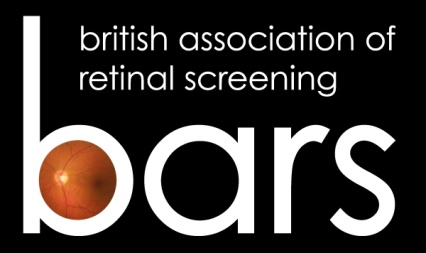 british association of
retinal screening
bars